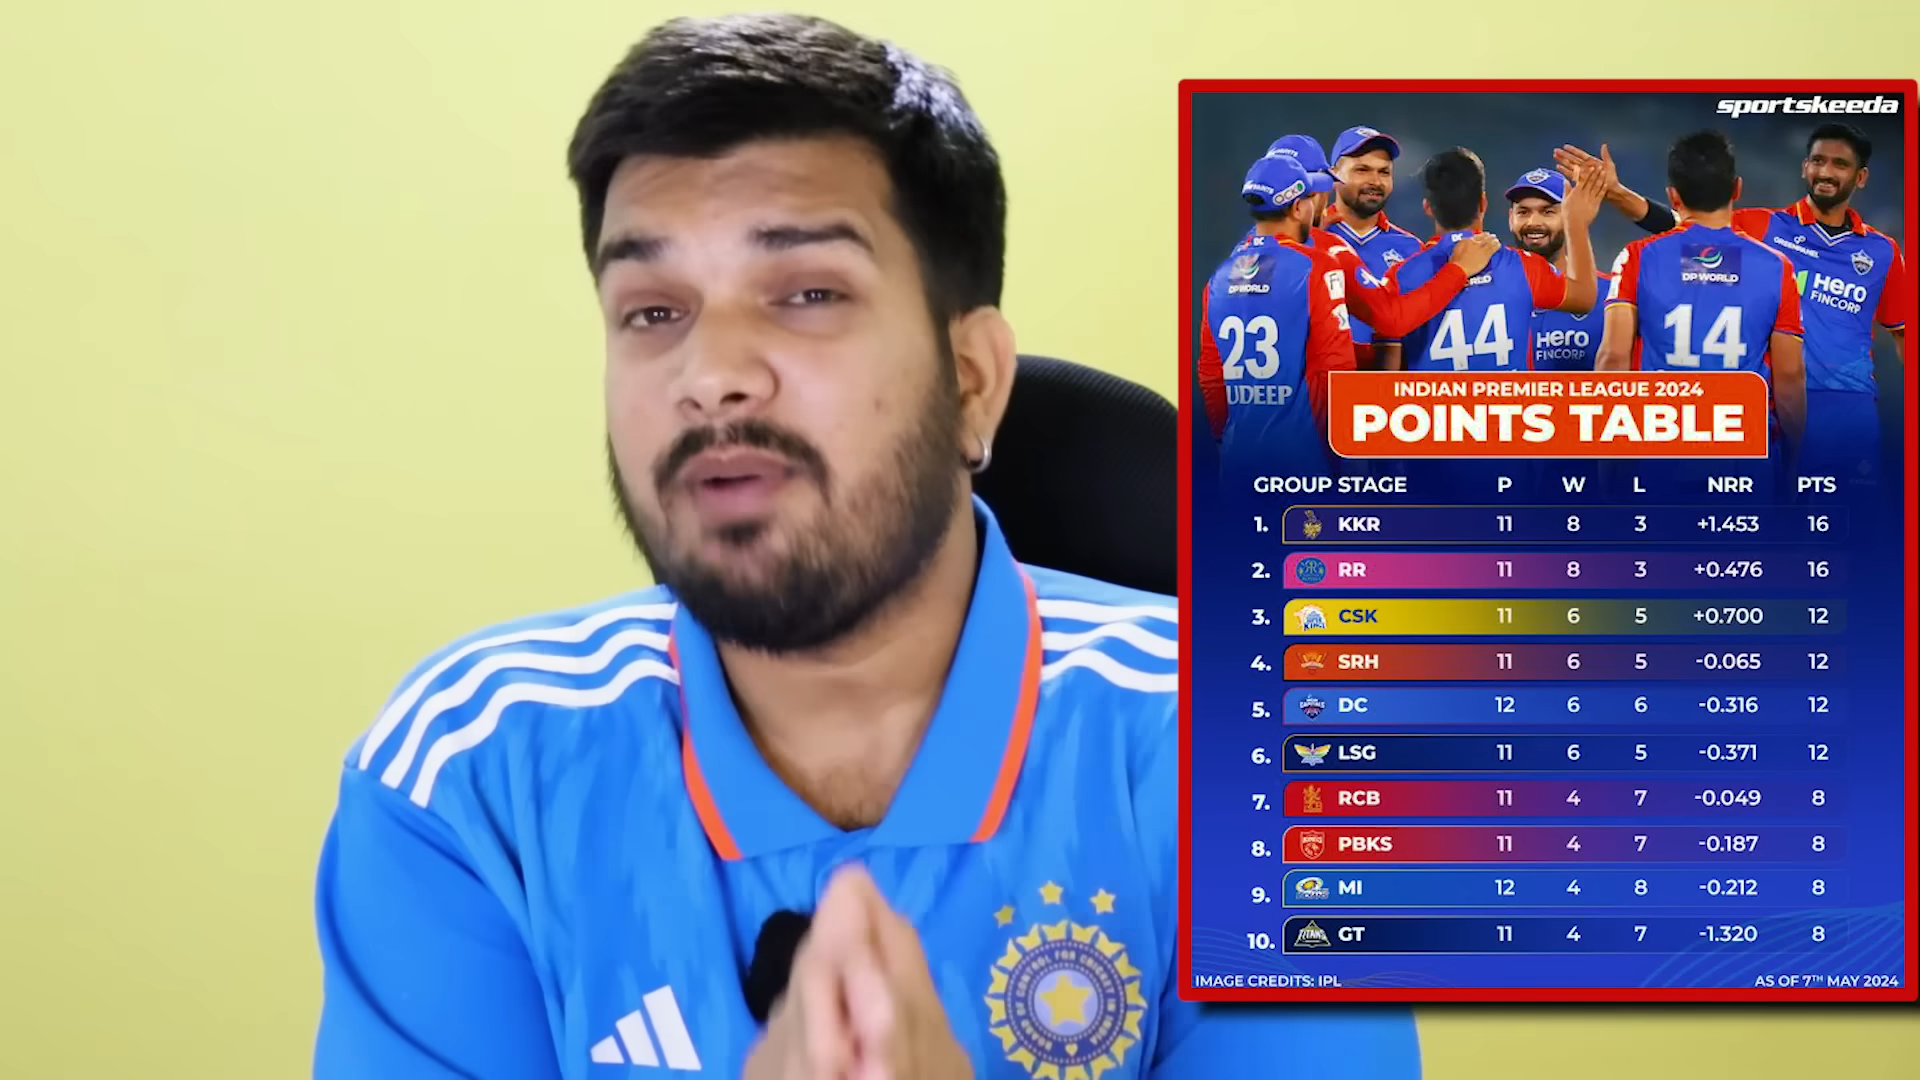 sportskeeda
DP WORLD
23
UDEEP
44
Hero
FINCORP
DP WORLD
14
GREENPANEL
Hero
FINCORP
INDIAN PREMIER LEAGUE 2024
POINTS TABLE
GROUP STAGE P W L NRR PTS
1. KKR 11 8 3 +1.453 16
2. RR 11 8 3 +0.476 16
3. CSK 11 6 5 +0.700 12
4. SRH 11 6 5 -0.065 12
5. DC 12 6 6 -0.316 12
6. LSG 11 6 5 -0.371 12
7. RCB 11 4 7 -0.049 8
8. PBKS 11 4 7 -0.187 8
9. MI 12 4 8 -0.212 8
10. GT 11 4 7 -1.320 8
IMAGE CREDITS: IPL AS OF 7TH MAY 2024